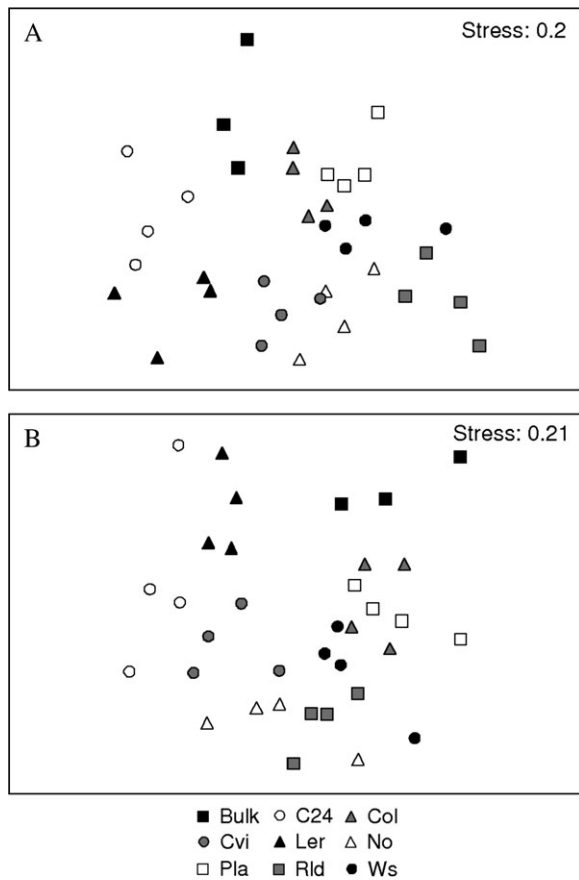 A
Stress: 0.2
B
Stress: 0.21
Bulk C24 Col
Cvi Ler No
Pla Rld Ws